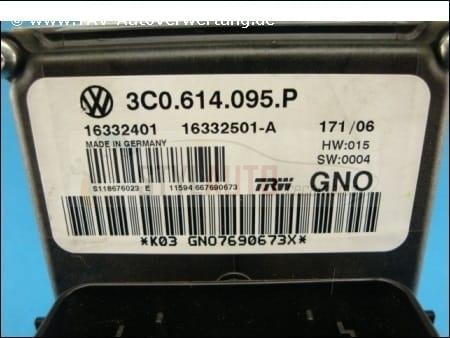 www.TAV-Autoverwertung.de
3C0.614.095.P
16332401 16332501-A 171/06
MADE IN GERMANY HW:015
SW:0004
S118676023 E 11594 667690673 TRW GNO
*K03 GNO7690673X*